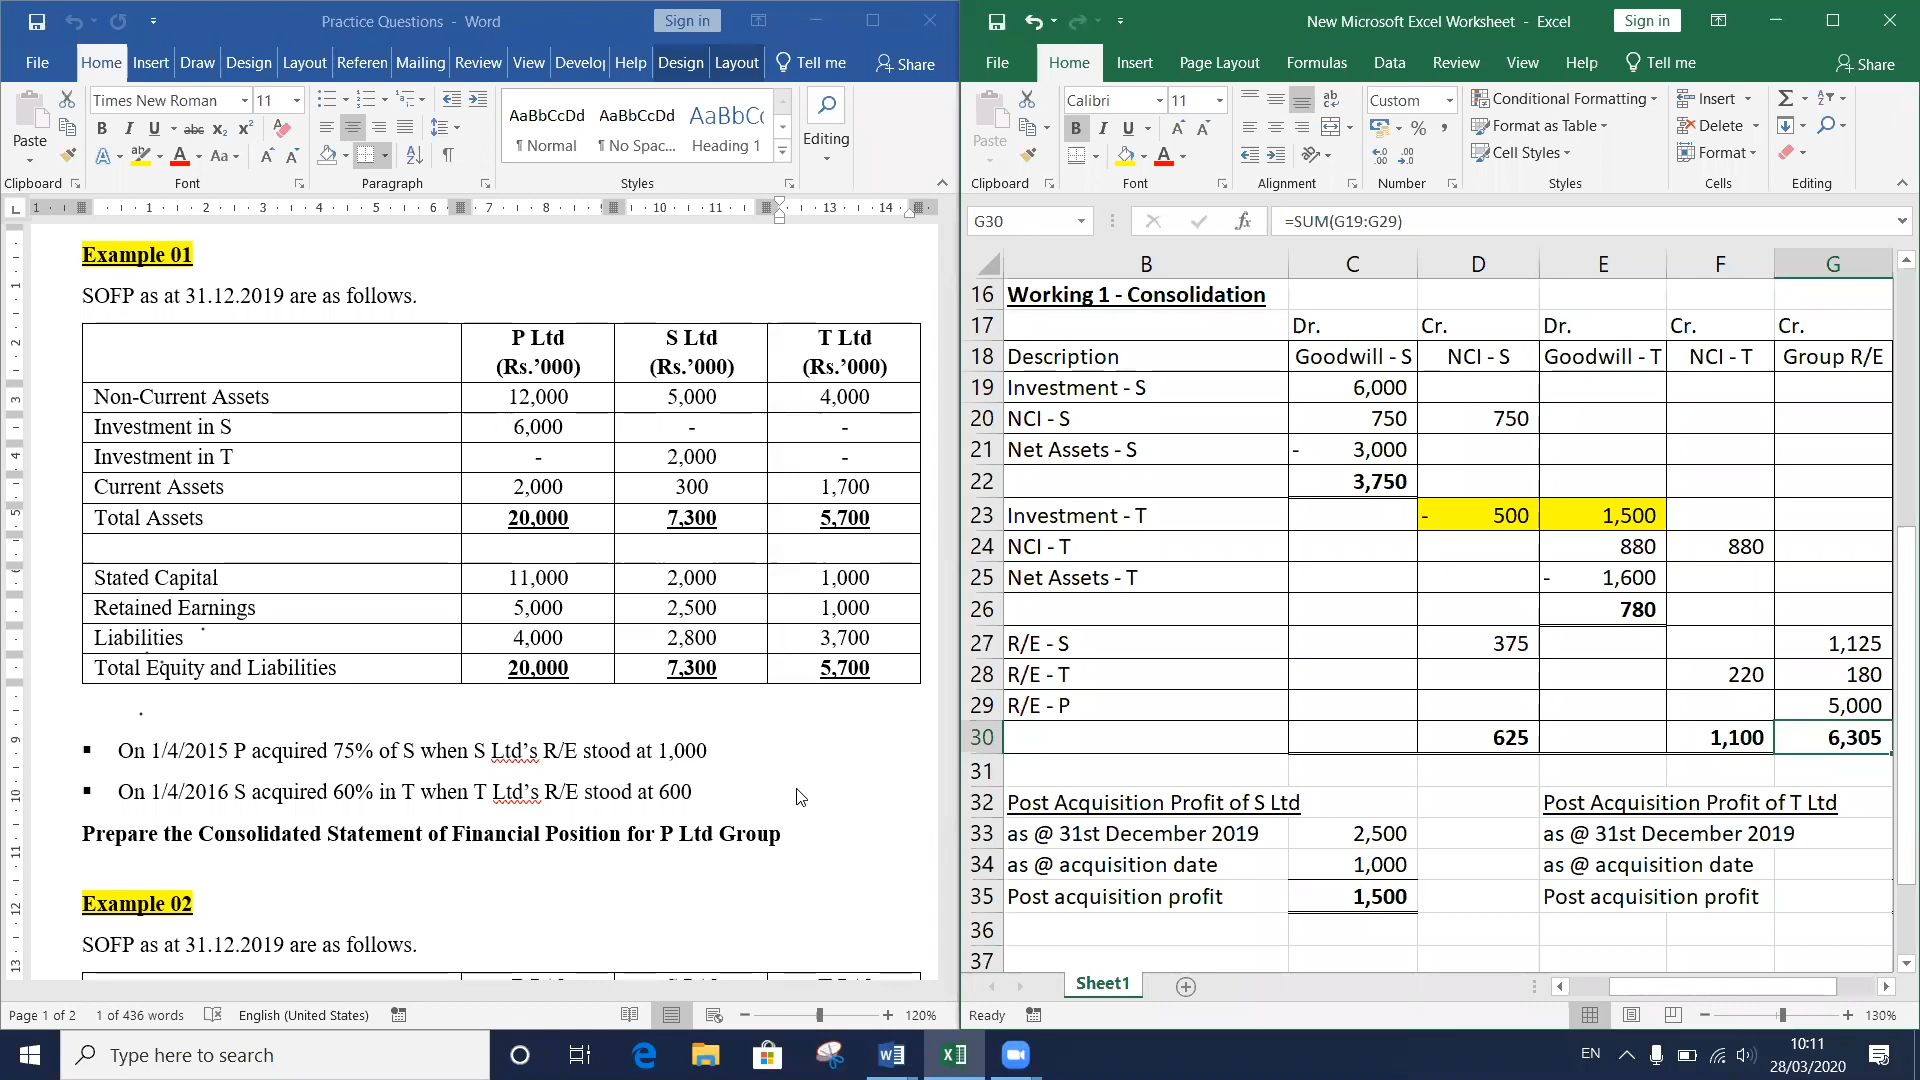 Practice Questions - Word
Sign in
File Home Insert Draw Design Layout Referen Mailing Review View Develo Help Design Layout Tell me Share
Times New Roman 11
Paste
AaBbCcDd AaBbCcDd AaBbC
¶ Normal ¶ No Spac... Heading 1
Editing
Clipboard Font Paragraph Styles
Example 01
SOFP as at 31.12.2019 are as follows.
P Ltd (Rs.’000) S Ltd (Rs.’000) T Ltd (Rs.’000)
Non-Current Assets 12,000 5,000 4,000
Investment in S 6,000 - -
Investment in T - 2,000 -
Current Assets 2,000 300 1,700
Total Assets 20,000 7,300 5,700
Stated Capital 11,000 2,000 1,000
Retained Earnings 5,000 2,500 1,000
Liabilities 4,000 2,800 3,700
Total Equity and Liabilities 20,000 7,300 5,700
▪ On 1/4/2015 P acquired 75% of S when S Ltd’s R/E stood at 1,000
▪ On 1/4/2016 S acquired 60% in T when T Ltd’s R/E stood at 600
Prepare the Consolidated Statement of Financial Position for P Ltd Group
Example 02
SOFP as at 31.12.2019 are as follows.
Page 1 of 2 1 of 436 words English (United States) 120%
New Microsoft Excel Worksheet - Excel
Sign in
File Home Insert Page Layout Formulas Data Review View Help Tell me Share
Calibri 11
Custom
Paste
Conditional Formatting
Format as Table
Cell Styles
Insert
Delete
Format
Clipboard Font Alignment Number Styles Cells Editing
G30 =SUM(G19:G29)
B C D E F G
16 Working 1 - Consolidation
17 Dr. Cr. Dr. Cr. Cr.
18 Description Goodwill - S NCI - S Goodwill - T NCI - T Group R/E
19 Investment - S 6,000
20 NCI - S 750 750
21 Net Assets - S - 3,000
22 3,750
23 Investment - T - 500 1,500
24 NCI - T 880 880
25 Net Assets - T - 1,600
26 780
27 R/E - S 375 1,125
28 R/E - T 220 180
29 R/E - P 5,000
30 625 1,100 6,305
31
32 Post Acquisition Profit of S Ltd Post Acquisition Profit of T Ltd
33 as @ 31st December 2019 2,500 as @ 31st December 2019
34 as @ acquisition date 1,000 as @ acquisition date
35 Post acquisition profit 1,500 Post acquisition profit
36
37
Sheet1
Ready 130%
Type here to search
EN
10:11
28/03/2020